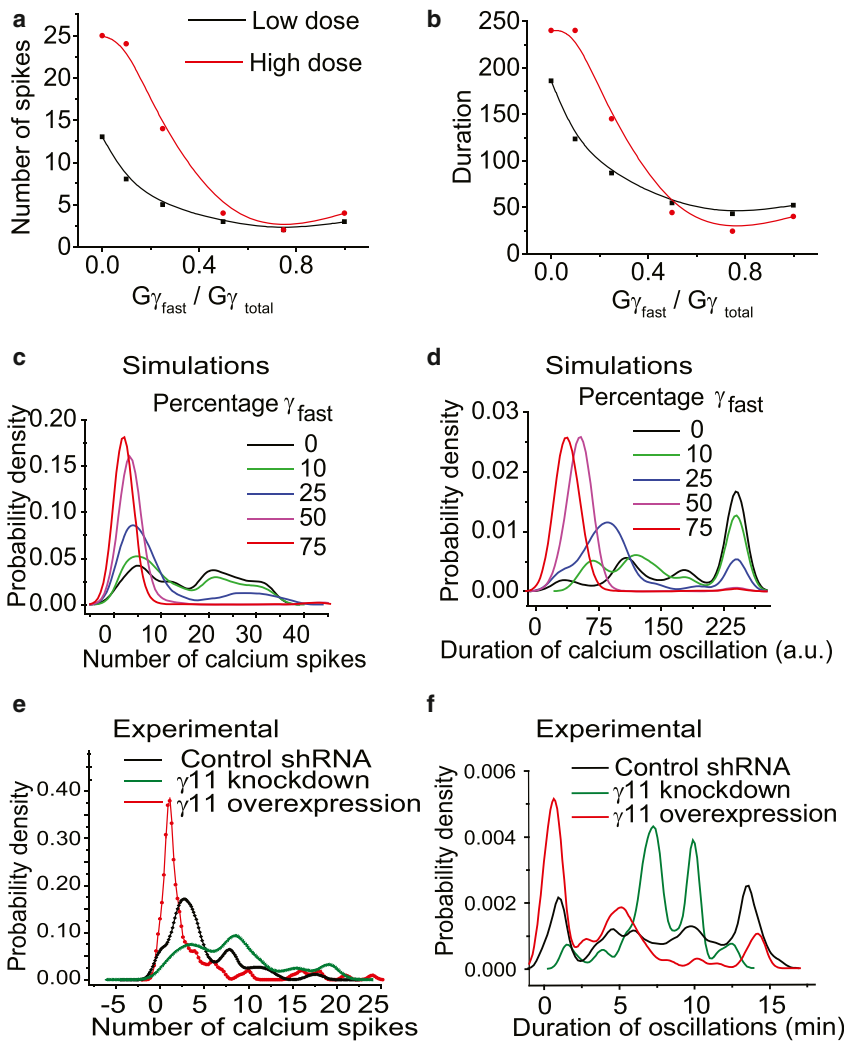 a
Low dose
High dose
Number of spikes
25
20
15
10
5
0
0.0
0.4
0.8
Gγfast / Gγ total
b
Duration
250
200
150
100
50
0
0.0
0.4
0.8
Gγfast / Gγ total
c
Simulations
Percentage γfast
0
10
25
50
75
Probability density
0.20
0.15
0.10
0.05
0.00
0
10
20
30
40
Number of calcium spikes
d
Simulations
Percentage γfast
0
10
25
50
75
Probability density
0.03
0.02
0.01
0.00
0
75
150
225
Duration of calcium oscillation (a.u.)
e
Experimental
Control shRNA
γ11 knockdown
γ11 overexpression
Probability density
0.40
0.30
0.20
0.10
0.00
-5
0
5
10
15
20
25
Number of calcium spikes
f
Experimental
Control shRNA
γ11 knockdown
γ11 overexpression
Probability density
0.006
0.004
0.002
0.000
0
5
10
15
Duration of oscillations (min)